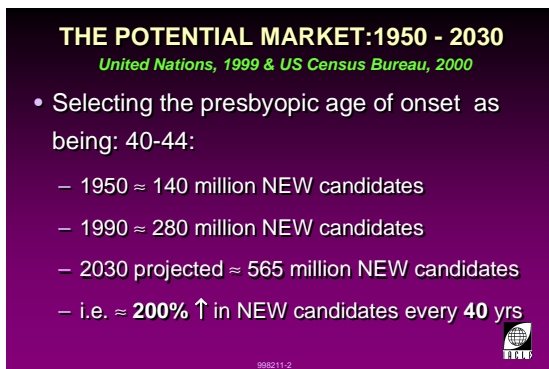 THE POTENTIAL MARKET:1950 - 2030
United Nations, 1999 & US Census Bureau, 2000
• Selecting the presbyopic age of onset as
being: 40-44:
– 1950 ≈ 140 million NEW candidates
– 1990 ≈ 280 million NEW candidates
– 2030 projected ≈ 565 million NEW candidates
– i.e. ≈ 200% ↑ in NEW candidates every 40 yrs
IACLE
998211-2